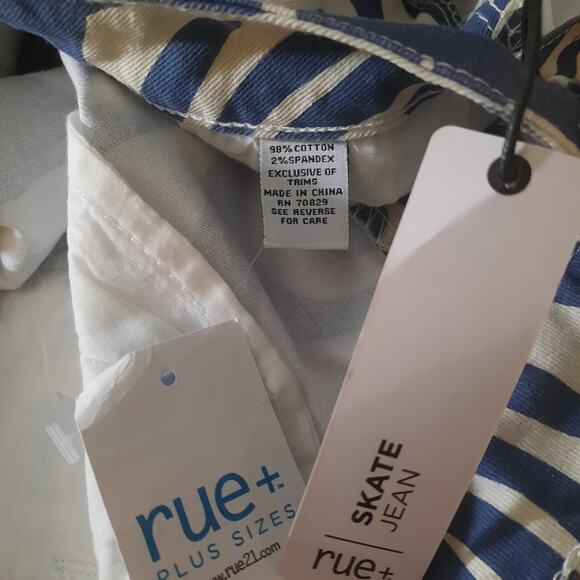 98% COTTON
2% SPANDEX
EXCLUSIVE OF
TRIMS
MADE IN CHINA
RN 70829
SEE REVERSE
FOR CARE
rue+
PLUS SIZES
www.rue21.com
SKATE
JEAN
rue+